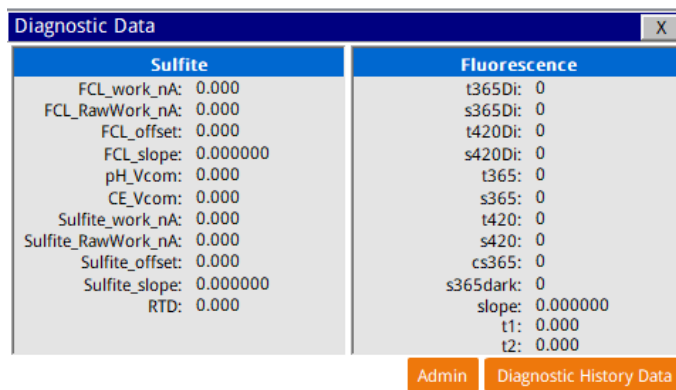 Diagnostic Data X
Sulfite
FCL_work_nA: 0.000
FCL_RawWork_nA: 0.000
FCL_offset: 0.000
FCL_slope: 0.000000
pH_Vcom: 0.000
CE_Vcom: 0.000
Sulfite_work_nA: 0.000
Sulfite_RawWork_nA: 0.000
Sulfite_offset: 0.000
Sulfite_slope: 0.000000
RTD: 0.000
Fluorescence
t365Di: 0
s365Di: 0
t420Di: 0
s420Di: 0
t365: 0
s365: 0
t420: 0
s420: 0
cs365: 0
s365dark: 0
slope: 0.000000
t1: 0.000
t2: 0.000
Admin
Diagnostic History Data